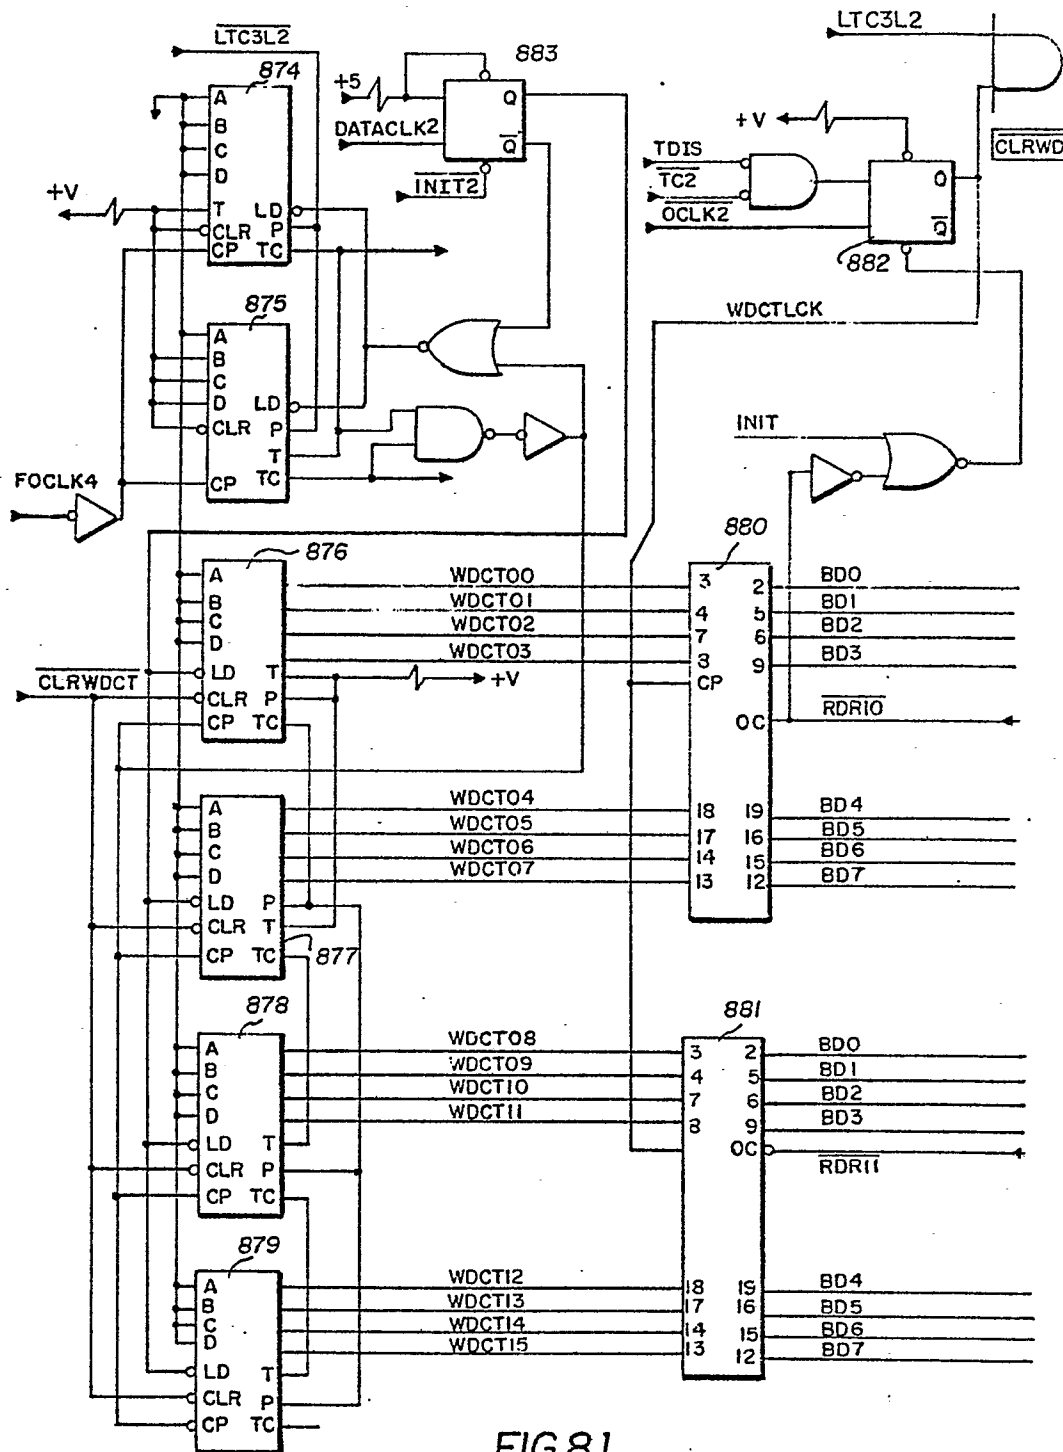 LTC3L2
874
A
B
C
D
+V
T
LD
CLR
P
CP
TC
883
+5
Q
DATACLK2
Q
INIT2
LTC3L2
+V
TDIS
TC2
OCLK2
Q
Q
882
CLRWD
WDCTLCK
875
A
B
C
D
LD
CLR
P
T
CP
TC
FOCLK4
INIT
876
A
B
C
D
LD
T
CLR
P
CP
TC
CLRWDCT
+V
WDCT00
WDCT01
WDCT02
WDCT03
880
3
2
BD0
4
5
BD1
7
6
BD2
8
9
BD3
CP
OC
RDR10
A
B
C
D
LD
P
CLR
T
CP
TC
877
WDCT04
WDCT05
WDCT06
WDCT07
18
19
BD4
17
16
BD5
14
15
BD6
13
12
BD7
878
A
B
C
D
LD
T
CLR
P
CP
TC
WDCT08
WDCT09
WDCT10
WDCT11
881
3
2
BD0
4
5
BD1
7
6
BD2
8
9
BD3
OC
RDR11
879
A
B
C
D
LD
T
CLR
P
CP
TC
WDCT12
WDCT13
WDCT14
WDCT15
18
19
BD4
17
16
BD5
14
15
BD6
13
12
BD7
FIG.81